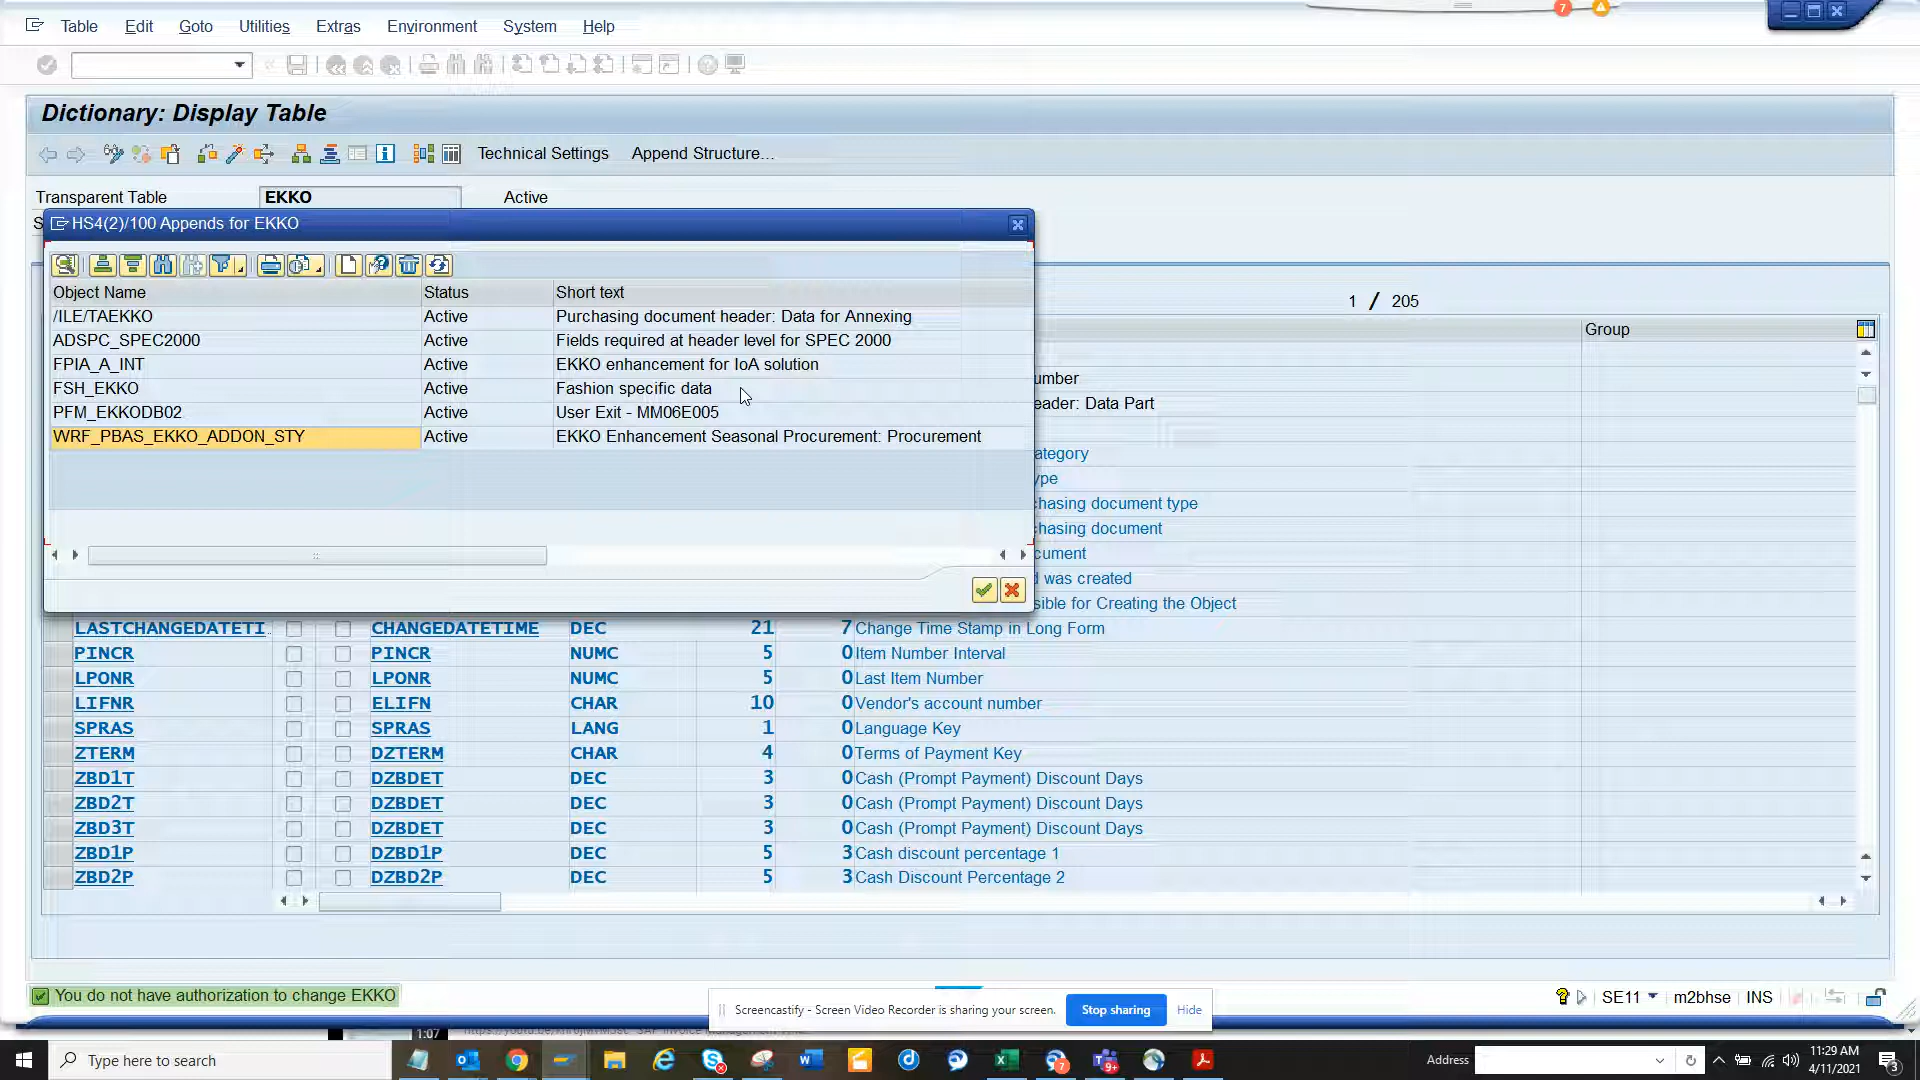 Table Edit Goto Utilities Extras Environment System Help
7
Dictionary: Display Table
Technical Settings Append Structure...
Transparent Table EKKO Active
S
HS4(2)/100 Appends for EKKO
Object Name Status Short text
/ILE/TAEKKO Active Purchasing document header: Data for Annexing
ADSPC_SPEC2000 Active Fields required at header level for SPEC 2000
FPIA_A_INT Active EKKO enhancement for IoA solution
FSH_EKKO Active Fashion specific data
PFM_EKKODB02 Active User Exit - MM06E005
WRF_PBAS_EKKO_ADDON_STY Active EKKO Enhancement Seasonal Procurement: Procurement
1 / 205
Group
umber
eader: Data Part
ategory
ype
chasing document type
chasing document
cument
d was created
sible for Creating the Object
LASTCHANGEDATETI. CHANGEDATETIME DEC 21 7 Change Time Stamp in Long Form
PINCR PINCR NUMC 5 0 Item Number Interval
LPONR LPONR NUMC 5 0 Last Item Number
LIFNR ELIFN CHAR 10 0 Vendor's account number
SPRAS SPRAS LANG 1 0 Language Key
ZTERM DZTERM CHAR 4 0 Terms of Payment Key
ZBD1T DZBDET DEC 3 0 Cash (Prompt Payment) Discount Days
ZBD2T DZBDET DEC 3 0 Cash (Prompt Payment) Discount Days
ZBD3T DZBDET DEC 3 0 Cash (Prompt Payment) Discount Days
ZBD1P DZBD1P DEC 5 3 Cash discount percentage 1
ZBD2P DZBD2P DEC 5 3 Cash Discount Percentage 2
You do not have authorization to change EKKO
SE11 m2bhse INS
Screencastify - Screen Video Recorder is sharing your screen. Stop sharing Hide
1:07
Type here to search
Address
11:29 AM
4/11/2021
7
9+
3